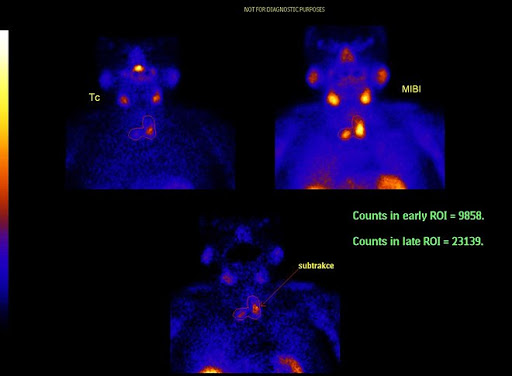 NOT FOR DIAGNOSTIC PURPOSES
Tc
MIBI
Counts in early ROI = 9858.
Counts in late ROI = 23139.
subtrakce